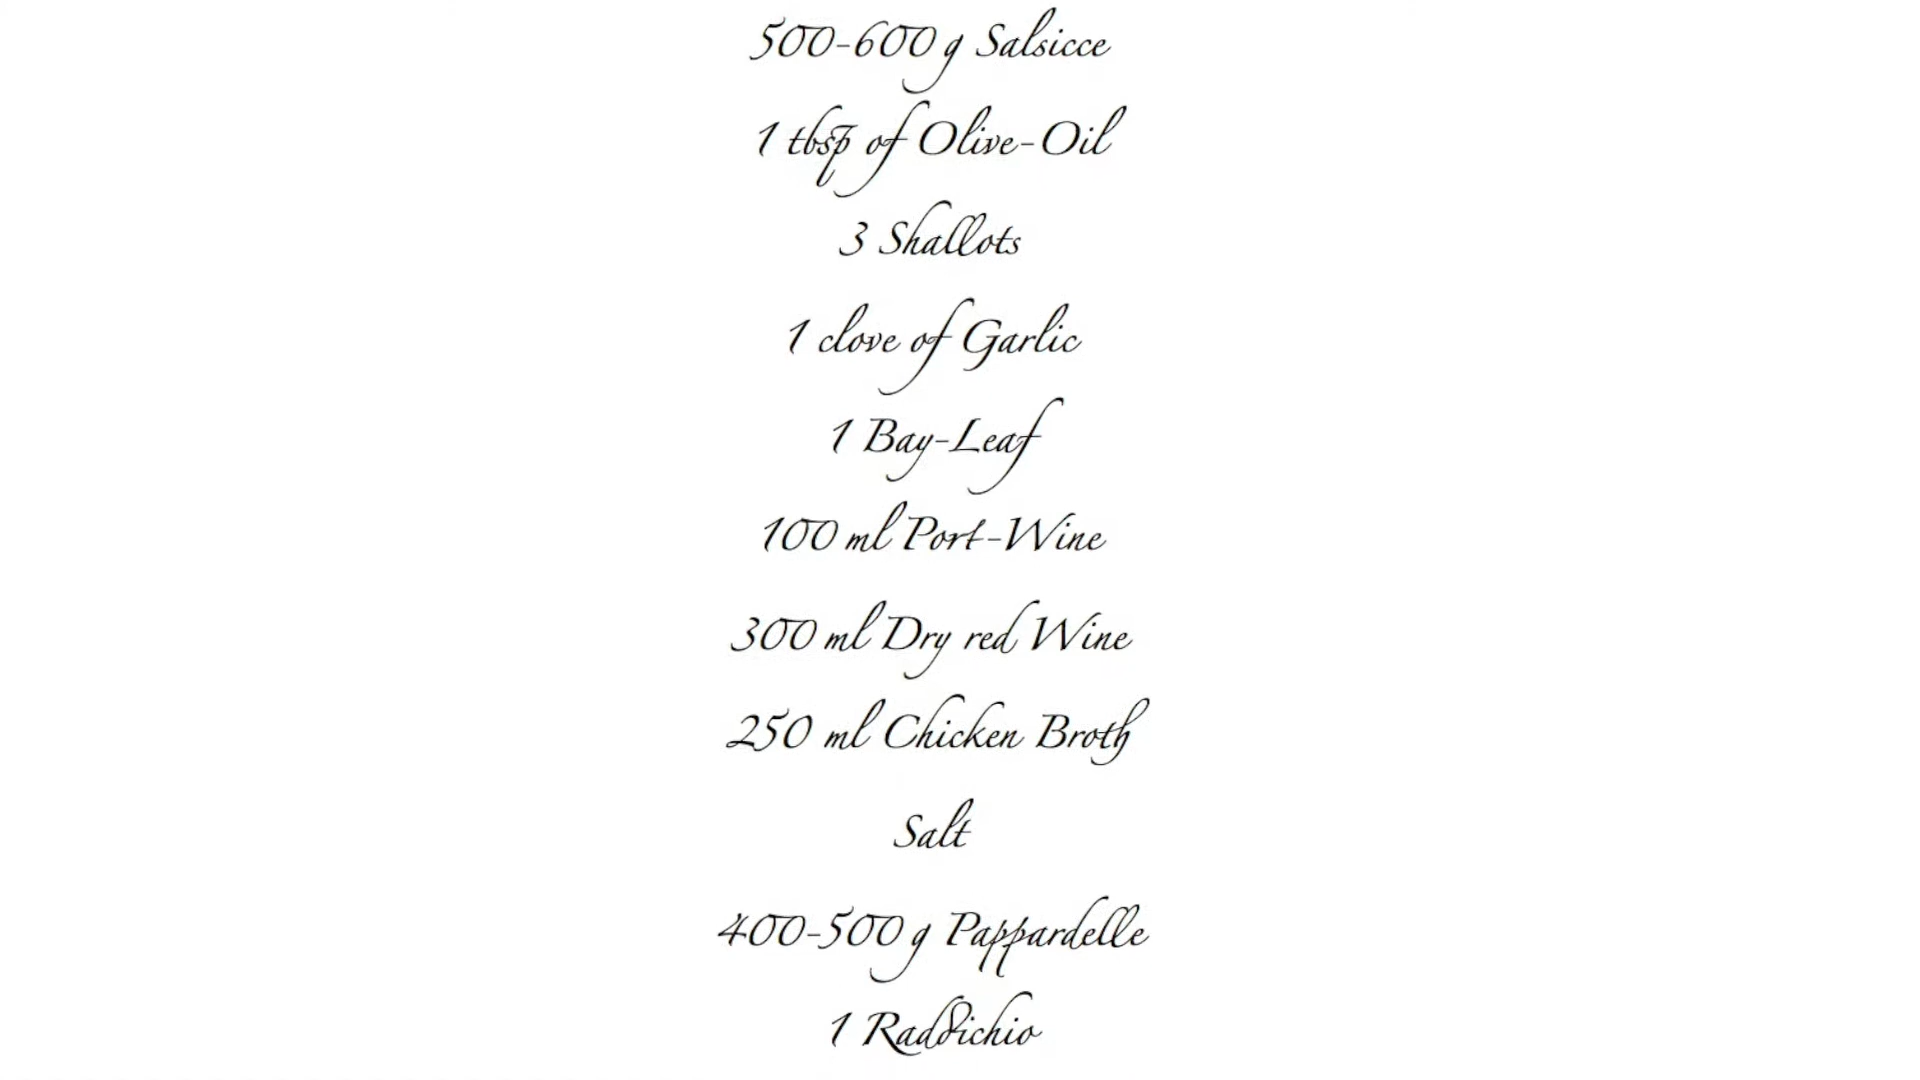 500-600 g Salsicce
1 tbsp of Olive-Oil
3 Shallots
1 clove of Garlic
1 Bay-Leaf
100 ml Port-Wine
300 ml Dry red Wine
250 ml Chicken Broth
Salt
400-500 g Pappardelle
1 Raddichio